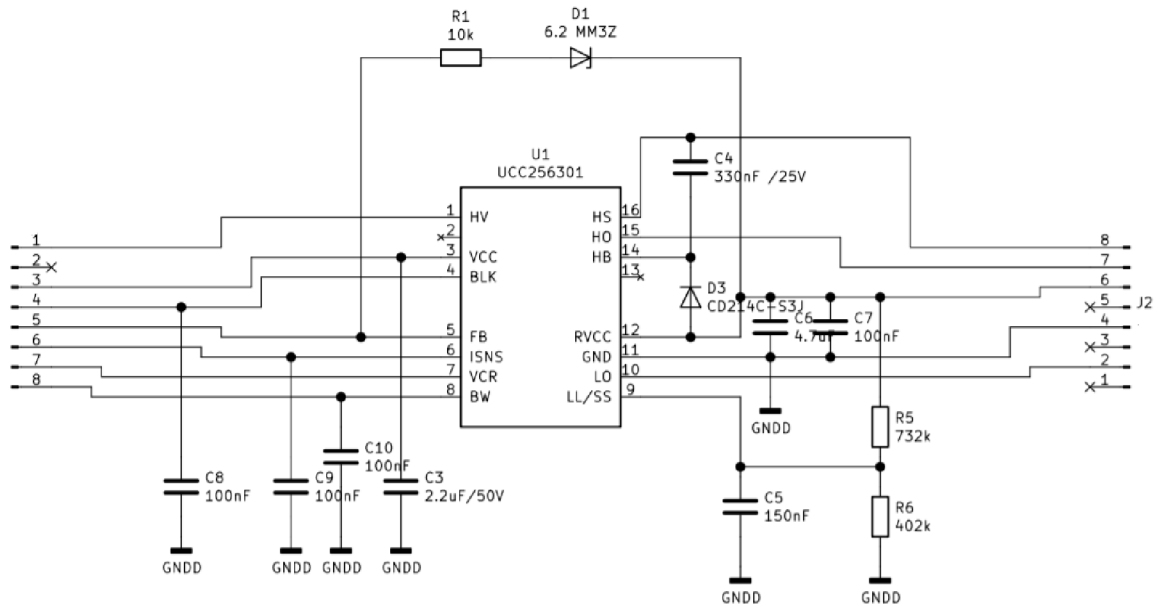 R1
10k
D1
6.2 MM3Z
U1
UCC256301
C4
330nF /25V
1 HV
2
3 VCC
4 BLK
5 FB
6 ISNS
7 VCR
8 BW
HS 16
HO 15
HB 14
13
RVCC 12
GND 11
LO 10
LL/SS 9
D3
CD214C-S3J
C6
4.7uF
C7
100nF
1
2
3
4
5
6
7
8
8
7
6
5
4
3
2
1
J2
GNDD
R5
732k
C10
100nF
C8
100nF
C9
100nF
C3
2.2uF/50V
C5
150nF
R6
402k
GNDD
GNDD
GNDD
GNDD
GNDD
GNDD